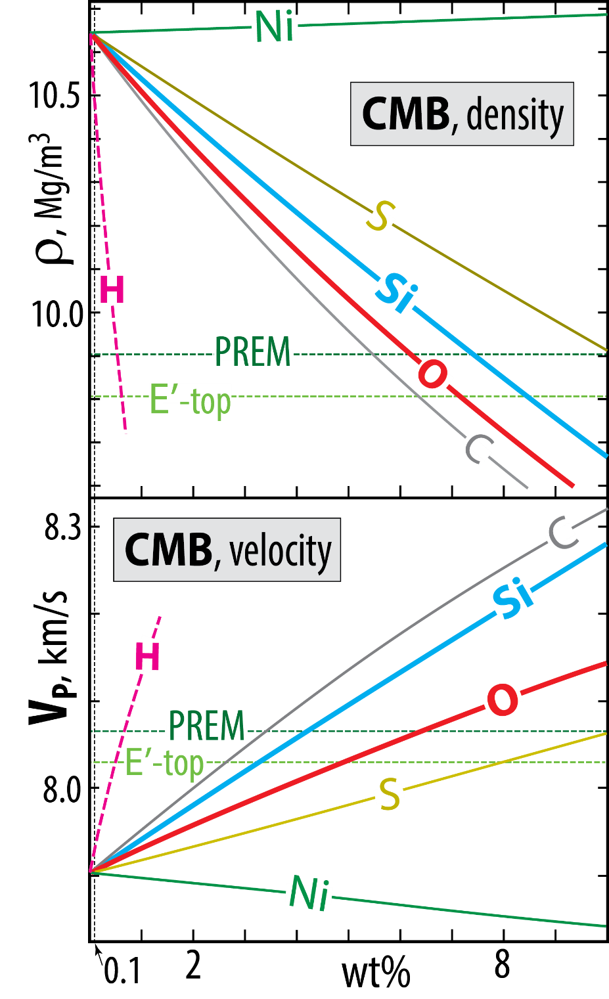 Ni
CMB, density
10.5
ρ, Mg/m³
S
H
Si
10.0
PREM
O
E′-top
C
8.3
CMB, velocity
C
Si
H
Vₚ, km/s
O
PREM
E′-top
8.0
S
Ni
0.1 2 wt% 8